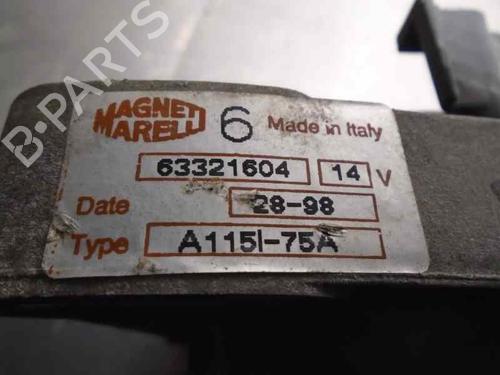 B-PARTS
MAGNETI MARELLI
6 Made in Italy
63321604 14 V
Date 28-98
Type A115I-75A